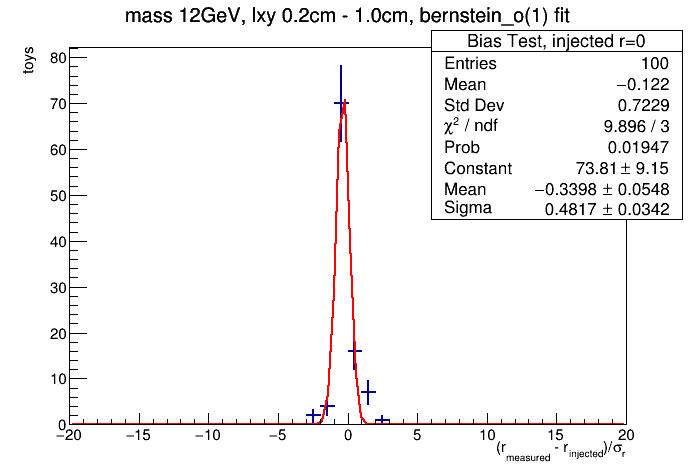 mass 12GeV, lxy 0.2cm - 1.0cm, bernstein_o(1) fit
toys
Bias Test, injected r=0
Entries 100
Mean −0.122
Std Dev 0.7229
χ² / ndf 9.896 / 3
Prob 0.01947
Constant 73.81 ± 9.15
Mean −0.3398 ± 0.0548
Sigma 0.4817 ± 0.0342
80
70
60
50
40
30
20
10
0
−20 −15 −10 −5 0 5 10 15 20
(r_measured - r_injected)/σ_r